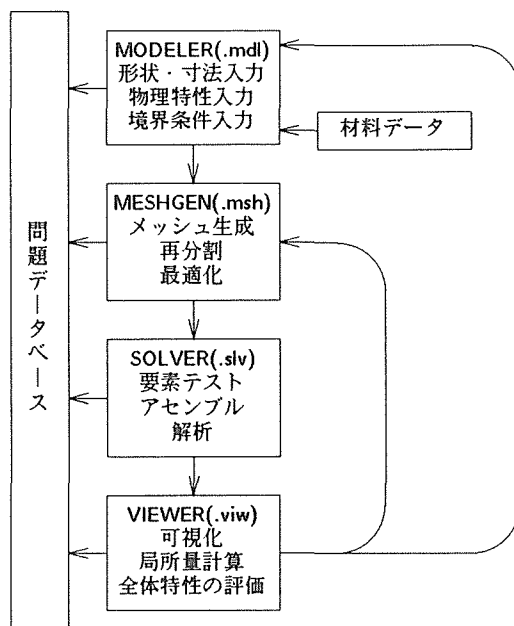 MODELER(.mdl)
形状・寸法入力
物理特性入力
境界条件入力
材料データ
MESHGEN(.msh)
メッシュ生成
再分割
最適化
問題データベース
SOLVER(.slv)
要素テスト
アセンブル
解析
VIEWER(.viw)
可視化
局所量計算
全体特性の評価